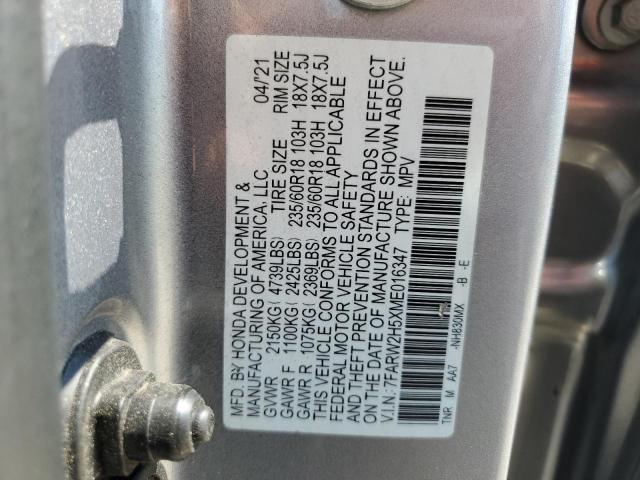 MFD. BY HONDA DEVELOPMENT & 04/'21
MANUFACTURING OF AMERICA, LLC
GVWR 2150KG( 4739LBS) TIRE SIZE RIM SIZE
GAWR F 1100KG( 2425LBS) 235/60R18 103H 18X7.5J
GAWR R 1075KG( 2369LBS) 235/60R18 103H 18X7.5J
THIS VEHICLE CONFORMS TO ALL APPLICABLE
FEDERAL MOTOR VEHICLE SAFETY
AND THEFT PREVENTION STANDARDS IN EFFECT
ON THE DATE OF MANUFACTURE SHOWN ABOVE.
V.I.N.: 7FARW2H5XME016347 TYPE: MPV
TNR M AA7 -NH830MX -B -E